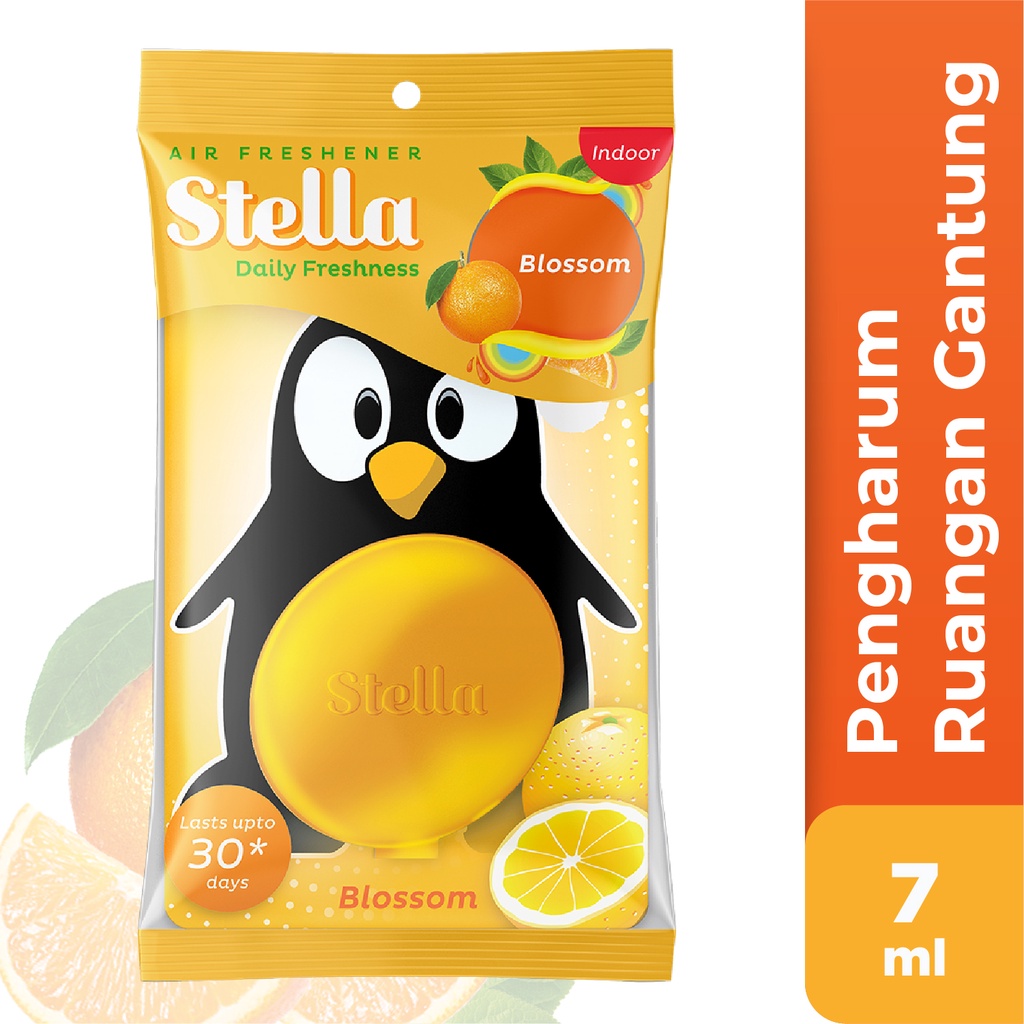 AIR FRESHENER
Stella
Daily Freshness
Indoor
Blossom
Stella
Lasts upto
30*
days
Blossom
Pengharum
Ruangan Gantung
7
ml